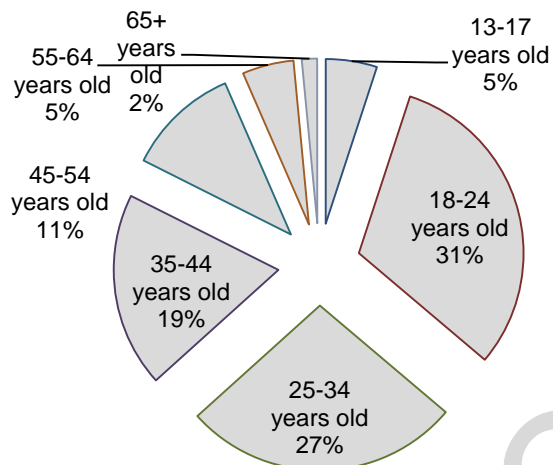 65+
years
old
2%
13-17
years old
5%
55-64
years old
5%
18-24
years old
31%
45-54
years old
11%
35-44
years old
19%
25-34
years old
27%